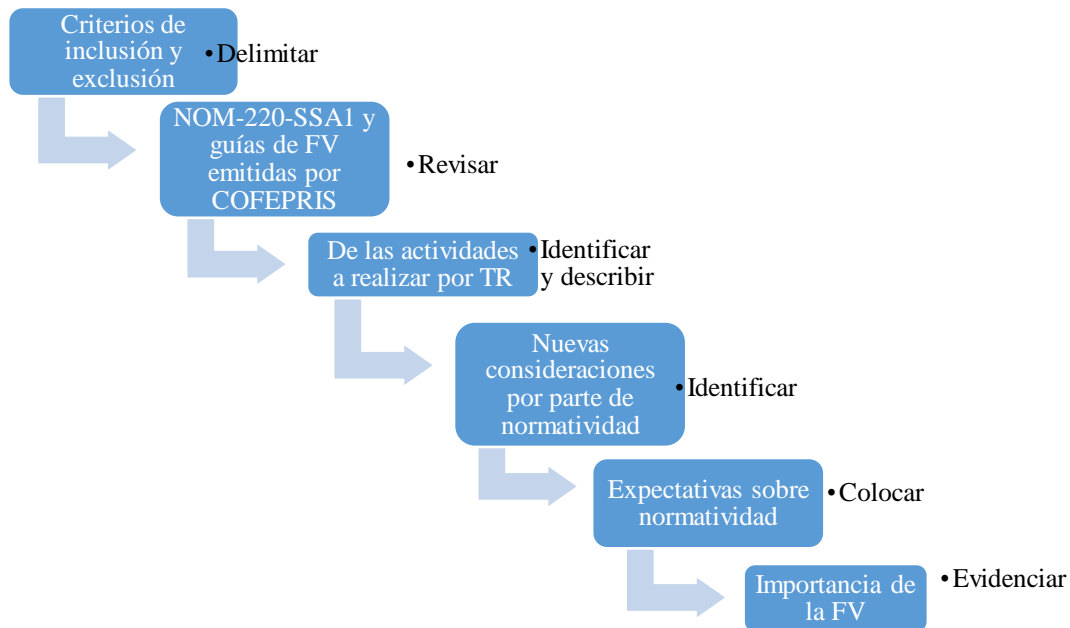 Criterios de
inclusión y
exclusión
•Delimitar
NOM-220-SSA1 y
guías de FV
emitidas por
COFEPRIS
•Revisar
De las actividades
a realizar por TR
•Identificar
y describir
Nuevas
consideraciones
por parte de
normatividad
•Identificar
Expectativas sobre
normatividad
•Colocar
Importancia de
la FV
•Evidenciar